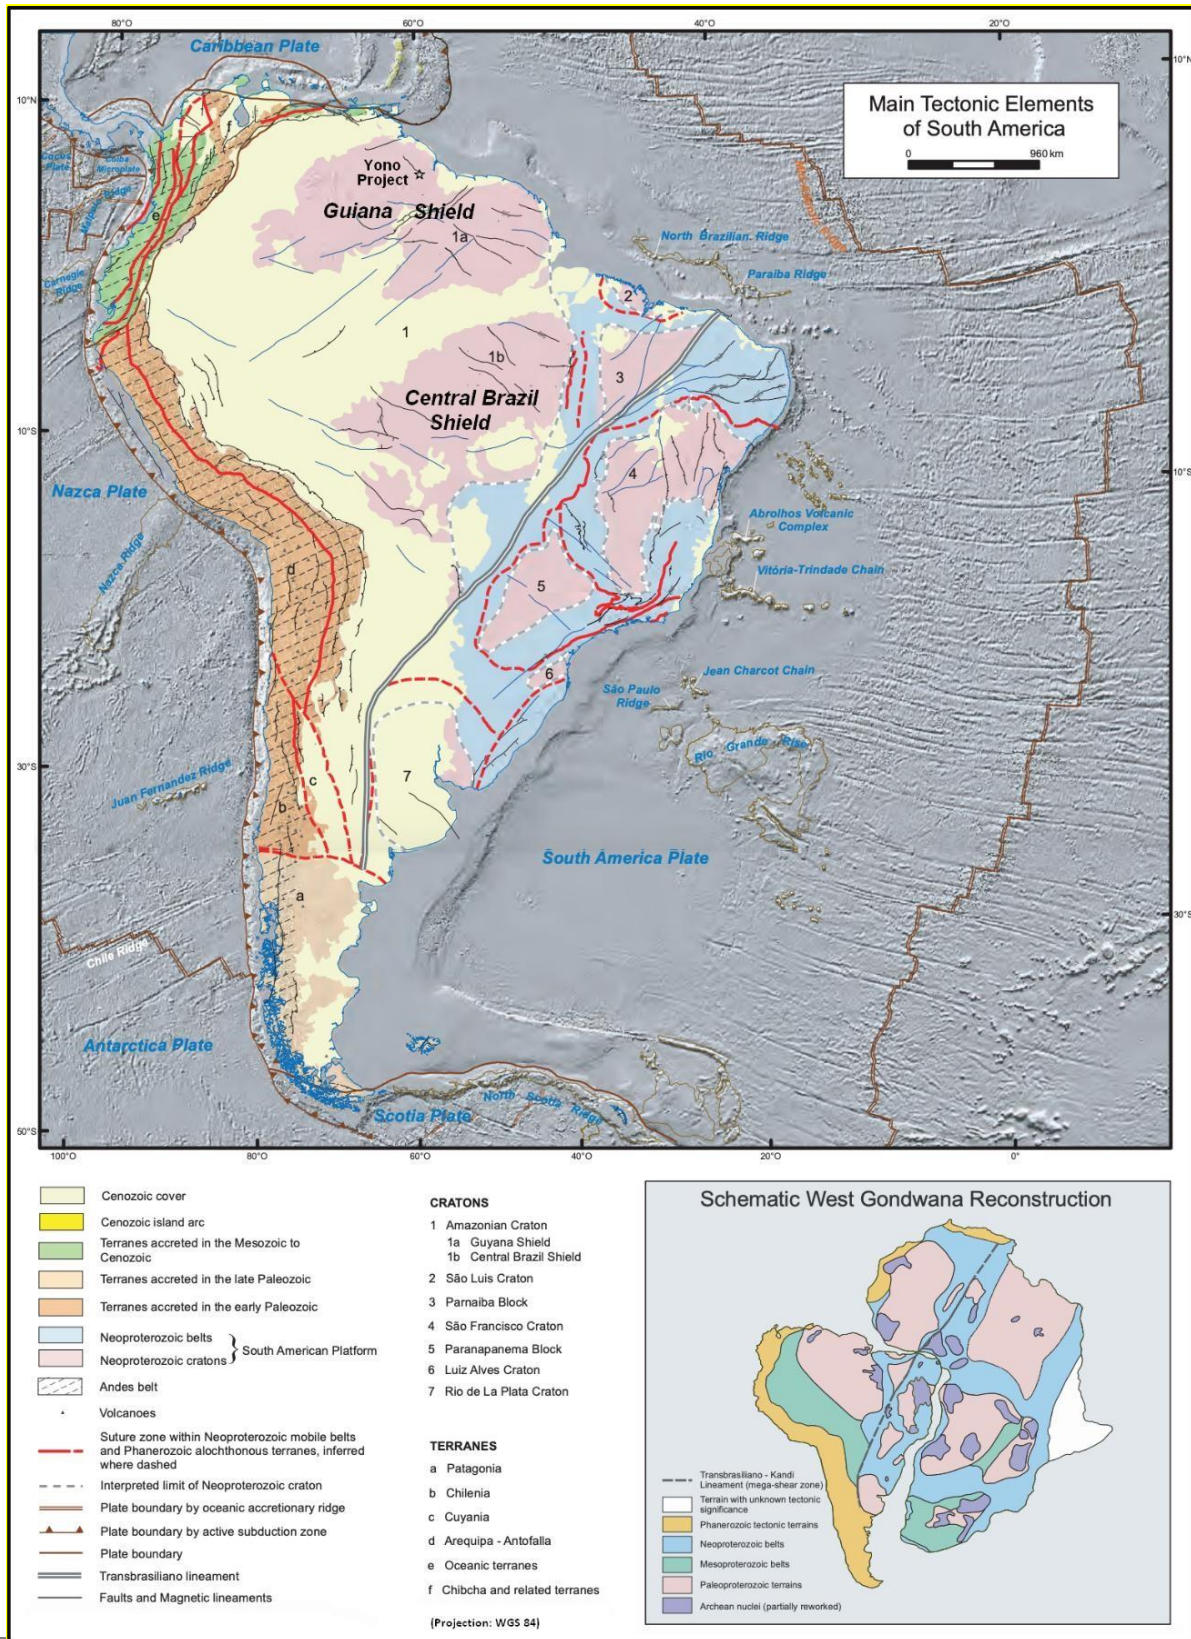 80°O
60°O
40°O
20°O
Caribbean Plate
10°N
10°N
Main Tectonic Elements
of South America
0
960 km
Cocos
Plate
Coiba
Microplate
Malpelo Ridge
Carnegie
Ridge
f
f
e
Yono
Project
Guiana Shield
1a
North Brazilian Ridge
Paraiba Ridge
2
1
1b
3
Central Brazil
Shield
10°S
10°S
4
Nazca Plate
Nazca Ridge
Abrolhos Volcanic
Complex
Vitória-Trindade Chain
d
5
6
Jean Charcot Chain
São Paulo
Ridge
Rio Grande Rise
30°S
Juan Fernandez Ridge
c
b
7
South America Plate
a
30°S
Chile Ridge
Antarctica Plate
Scotia Plate
North Scotia Ridge
50°S
100°O
80°O
60°O
40°O
20°O
0°
Cenozoic cover
Cenozoic island arc
Terranes accreted in the Mesozoic to
Cenozoic
Terranes accreted in the late Paleozoic
Terranes accreted in the early Paleozoic
Neoproterozoic belts
Neoproterozoic cratons
South American Platform
Andes belt
Volcanoes
Suture zone within Neoproterozoic mobile belts
and Phanerozoic alochthonous terranes, inferred
where dashed
Interpreted limit of Neoproterozoic craton
Plate boundary by oceanic accretionary ridge
Plate boundary by active subduction zone
Plate boundary
Transbrasiliano lineament
Faults and Magnetic lineaments
CRATONS
1 Amazonian Craton
1a Guyana Shield
1b Central Brazil Shield
2 São Luis Craton
3 Parnaiba Block
4 São Francisco Craton
5 Paranapanema Block
6 Luiz Alves Craton
7 Rio de La Plata Craton
TERRANES
a Patagonia
b Chilenia
c Cuyania
d Arequipa - Antofalla
e Oceanic terranes
f Chibcha and related terranes
(Projection: WGS 84)
Schematic West Gondwana Reconstruction
Transbrasiliano - Kandi
Lineament (mega-shear zone)
Terrain with unknown tectonic
significance
Phanerozoic tectonic terrains
Neoproterozoic belts
Mesoproterozoic belts
Paleoproterozoic terrains
Archean nuclei (partially reworked)